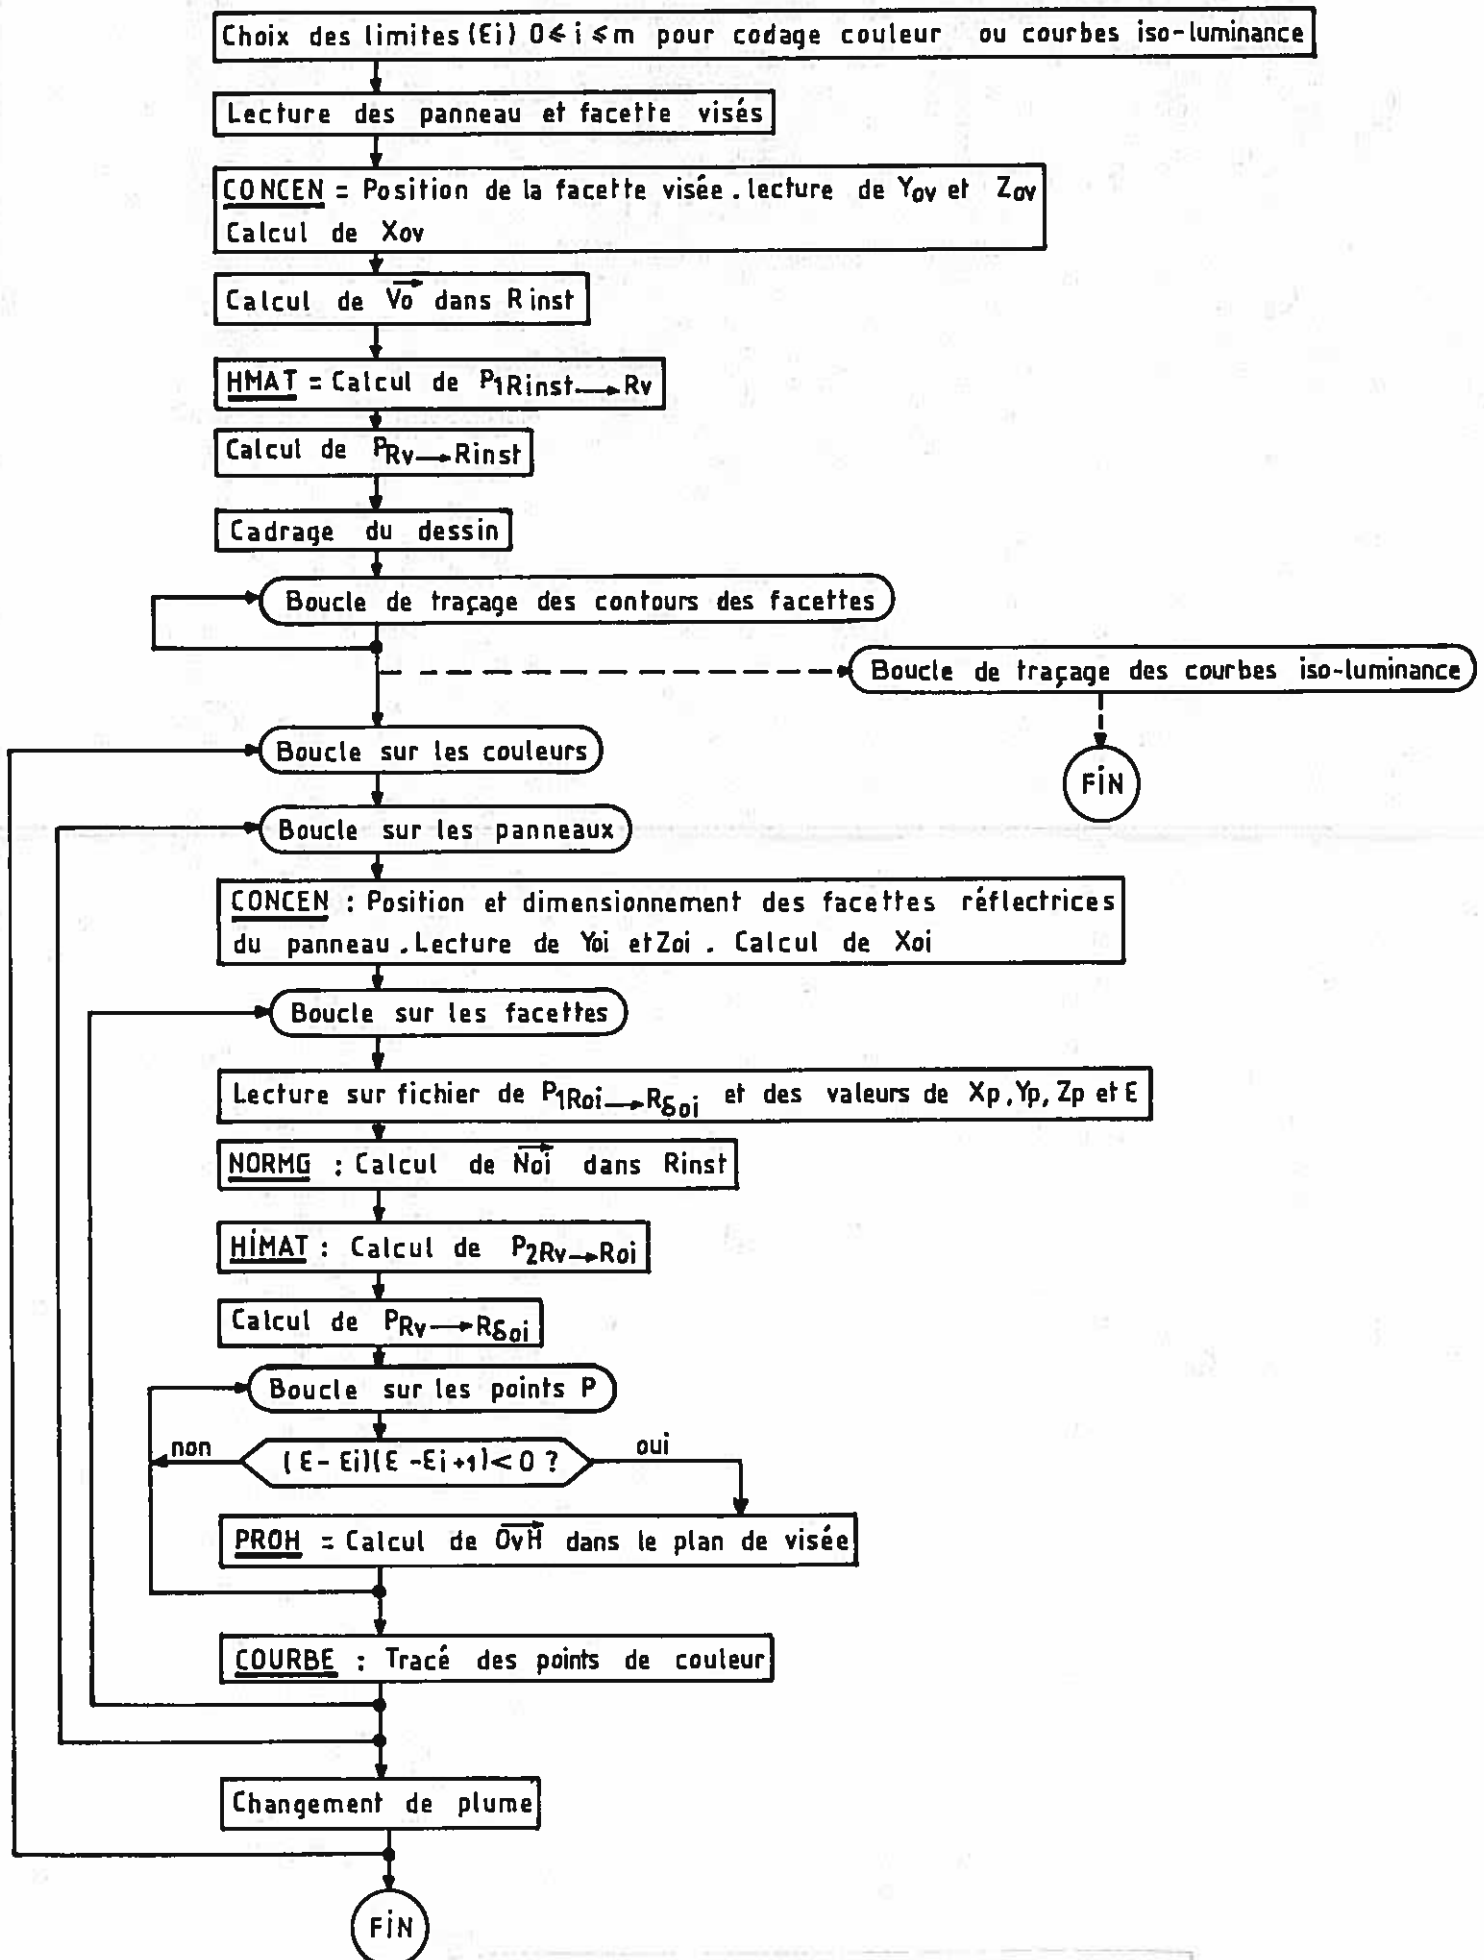 Choix des limites (Ei) 0 ⩽ i ⩽ m pour codage couleur ou courbes iso-luminance
Lecture des panneau et facette visés
CONCEN = Position de la facette visée . lecture de Yov et Zov
Calcul de Xov
Calcul de Vo dans R inst
HMAT = Calcul de P1Rinst → Rv
Calcul de PRv → Rinst
Cadrage du dessin
Boucle de traçage des contours des facettes
Boucle de traçage des courbes iso-luminance
Boucle sur les couleurs
FIN
Boucle sur les panneaux
CONCEN : Position et dimensionnement des facettes réflectrices
du panneau . Lecture de Yoi et Zoi . Calcul de Xoi
Boucle sur les facettes
Lecture sur fichier de P1Roi → Rδoi et des valeurs de Xp, Yp, Zp et E
NORMG : Calcul de Noi dans Rinst
HIMAT : Calcul de P2Rv → Roi
Calcul de PRv → Rδoi
Boucle sur les points P
non
(E - Ei)(E - Ei+1) < 0 ?
oui
PROH = Calcul de OvH dans le plan de visée
COURBE : Tracé des points de couleur
Changement de plume
FIN